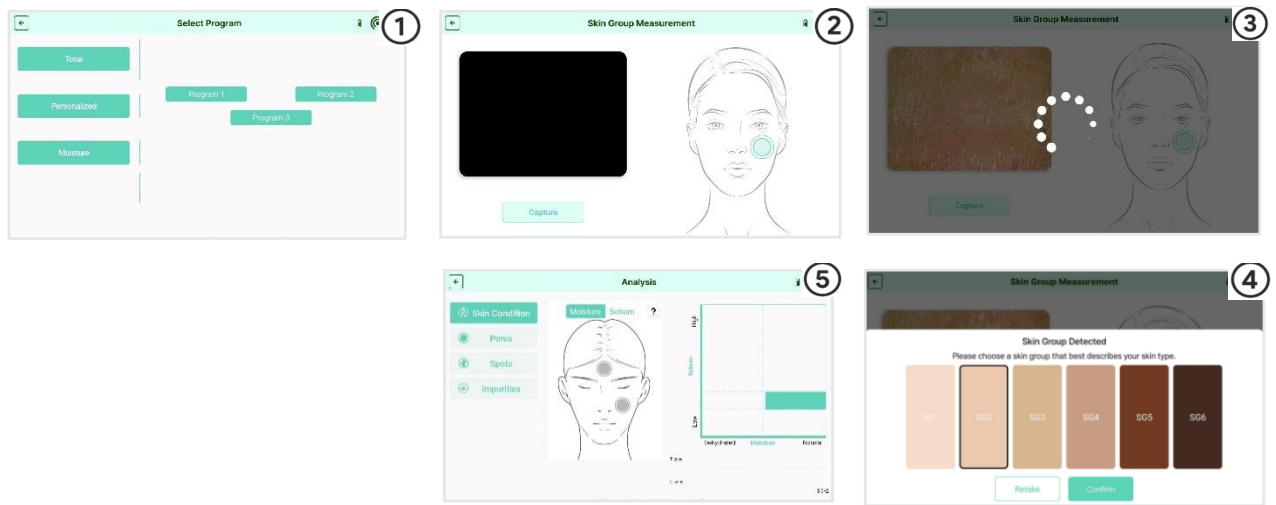 ←
Select Program
1
Total
Personalized
Moisture
Program 1
Program 2
Program 3
←
Skin Group Measurement
2
Capture
←
Skin Group Measurement
3
Capture
←
Analysis
5
Skin Condition
Pores
Spots
Impurities
Moisture Sebum ?
High
Sebum
Low
Dehydrated Moisture Normal
←
Skin Group Measurement
4
Skin Group Detected
Please choose a skin group that best describes your skin type.
SG1 SG2 SG3 SG4 SG5 SG6
Retake Confirm